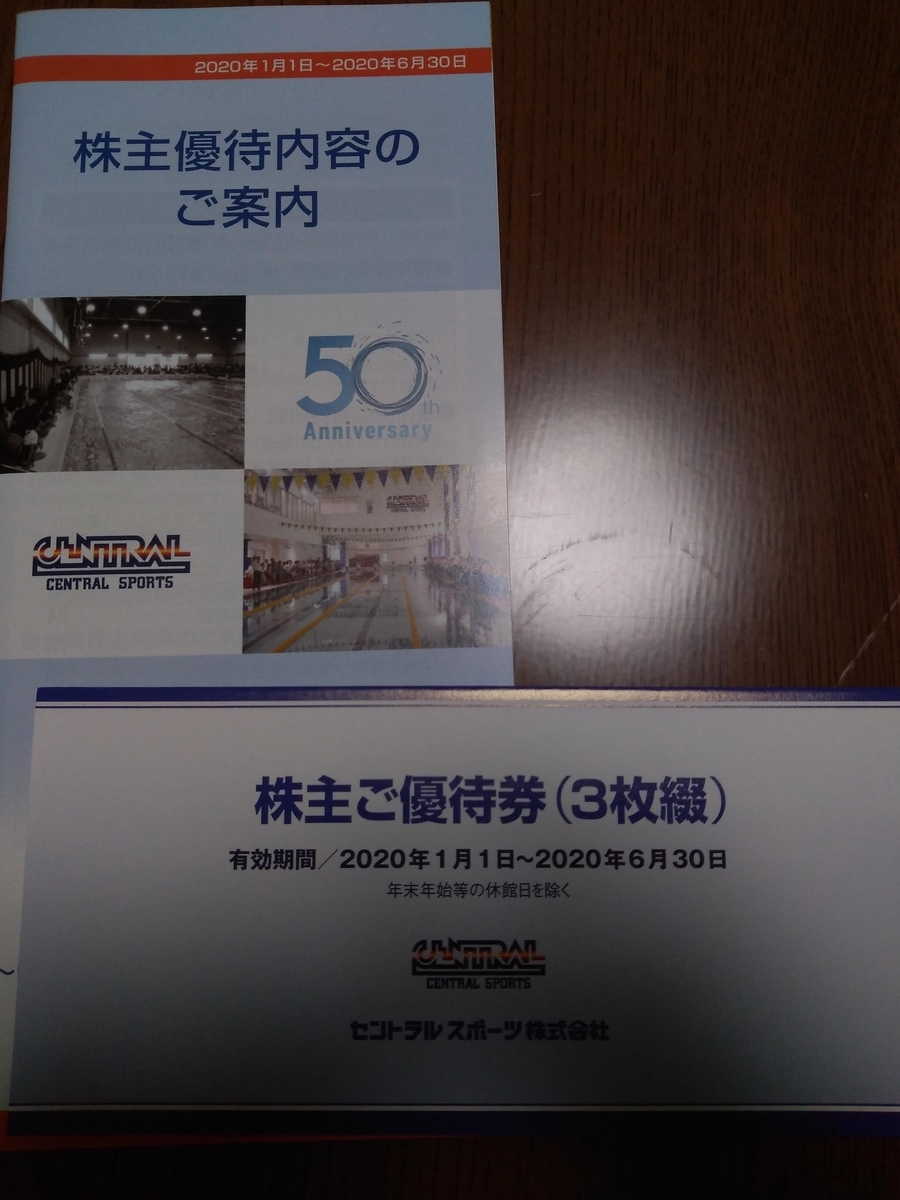 2020年1月1日～2020年6月30日
株主優待内容の
ご案内
50th
Anniversary
CENTRAL
CENTRAL SPORTS
株主ご優待券（3枚綴）
有効期間／2020年1月1日～2020年6月30日
年末年始等の休館日を除く
CENTRAL
CENTRAL SPORTS
セントラルスポーツ株式会社